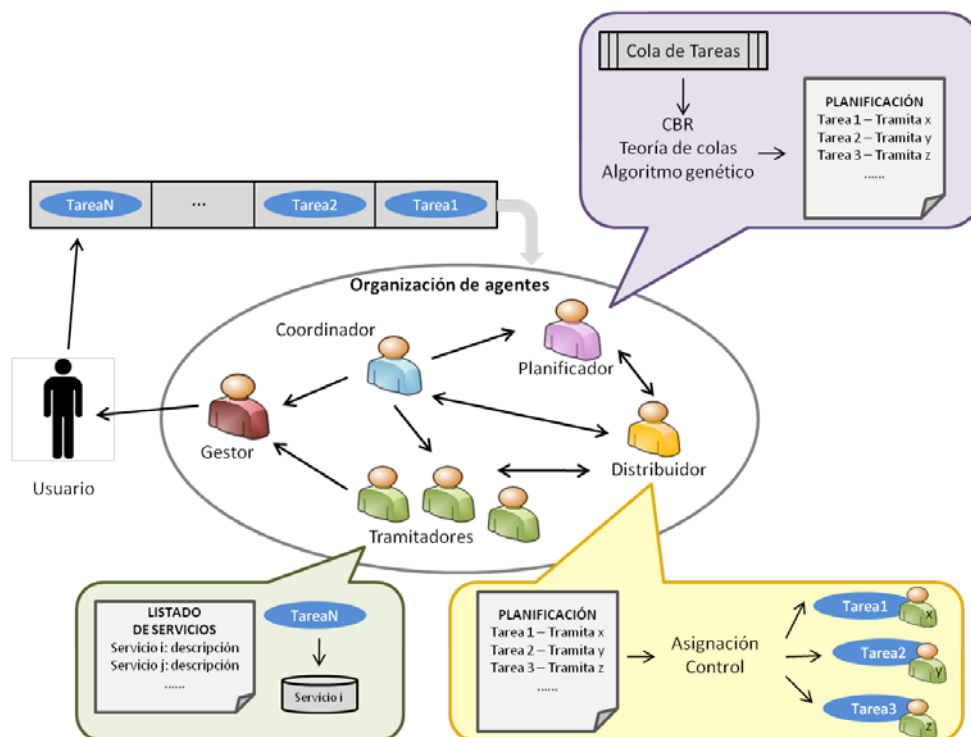 Cola de Tareas
CBR
Teoría de colas
Algoritmo genético
PLANIFICACIÓN
Tarea 1 – Tramita x
Tarea 2 – Tramita y
Tarea 3 – Tramita z
......
TareaN
...
Tarea2
Tarea1
Organización de agentes
Coordinador
Planificador
Gestor
Distribuidor
Usuario
Tramitadores
LISTADO
DE SERVICIOS
Servicio i: descripción
Servicio j: descripción
......
TareaN
Servicio i
PLANIFICACIÓN
Tarea 1 – Tramita x
Tarea 2 – Tramita y
Tarea 3 – Tramita z
......
Asignación
Control
Tarea1
x
Tarea2
y
Tarea3
z